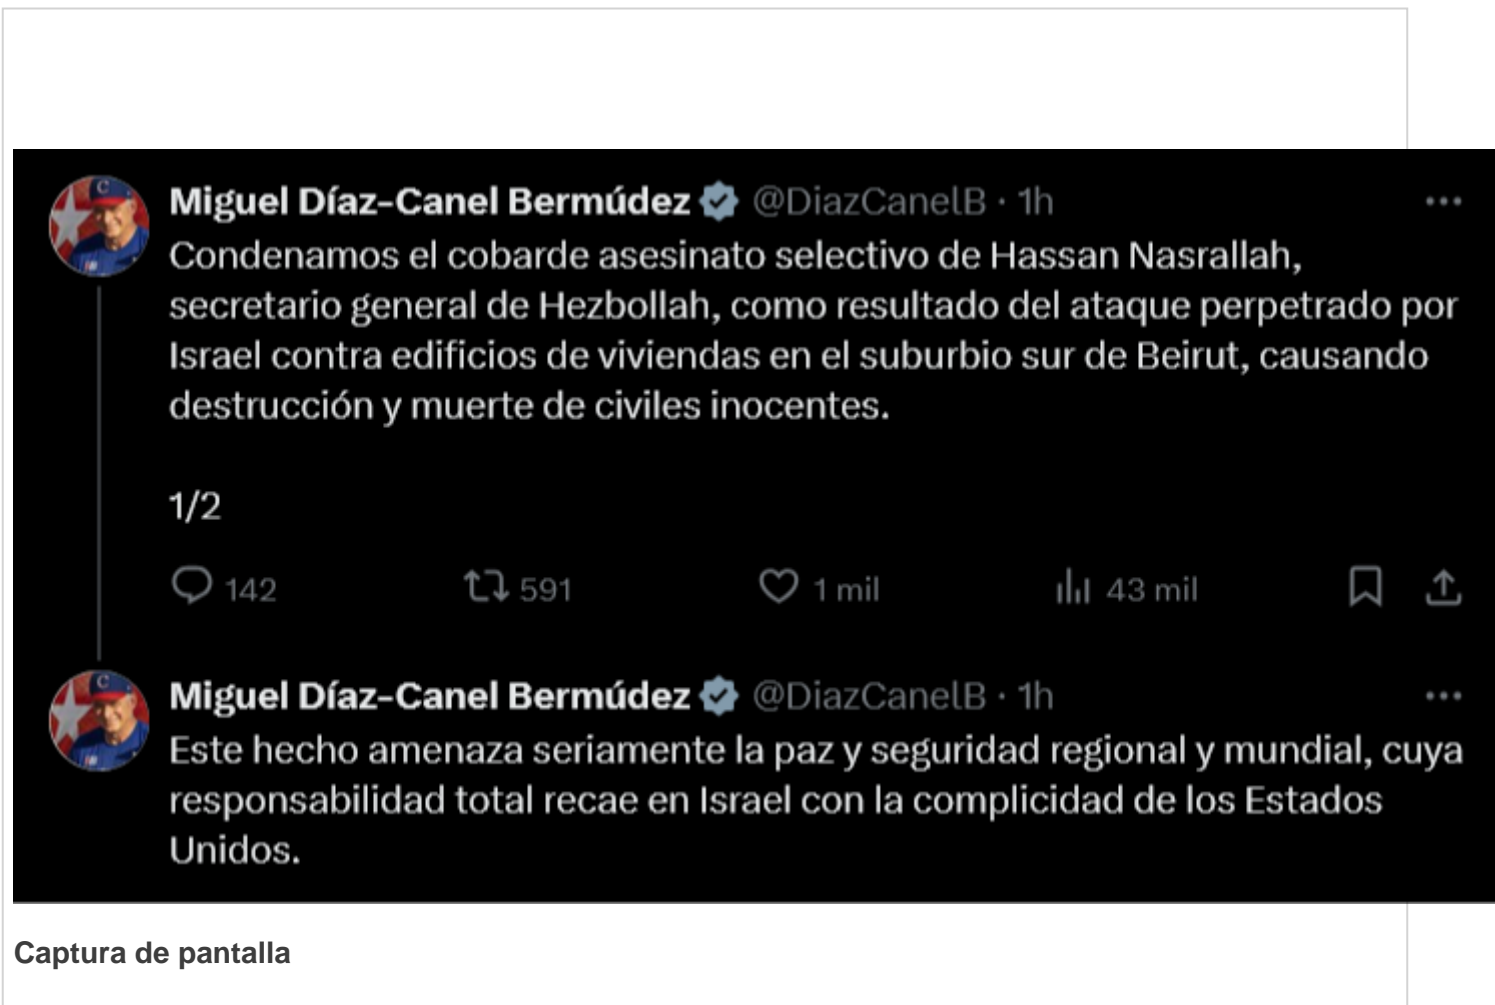 Miguel Díaz-Canel Bermúdez @DiazCanelB · 1h
Condenamos el cobarde asesinato selectivo de Hassan Nasrallah,
secretario general de Hezbollah, como resultado del ataque perpetrado por
Israel contra edificios de viviendas en el suburbio sur de Beirut, causando
destrucción y muerte de civiles inocentes.
1/2
142 591 1 mil 43 mil
Miguel Díaz-Canel Bermúdez @DiazCanelB · 1h
Este hecho amenaza seriamente la paz y seguridad regional y mundial, cuya
responsabilidad total recae en Israel con la complicidad de los Estados
Unidos.
Captura de pantalla